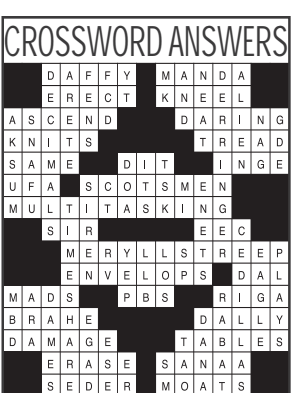 CROSSWORD ANSWERS
DAFFY MANDA
ERECT KNEEL
ASCEND DARING
KNITS TREAD
SAME DIT INGE
UFA SCOTSMEN
MULTITASKING
SIR EEC
MERYLLSTREEP
ENVELOPS DAL
MADS PBS RIGA
BRAHE DALLY
DAMAGE TABLES
ERASE SANAA
SEDER MOATS